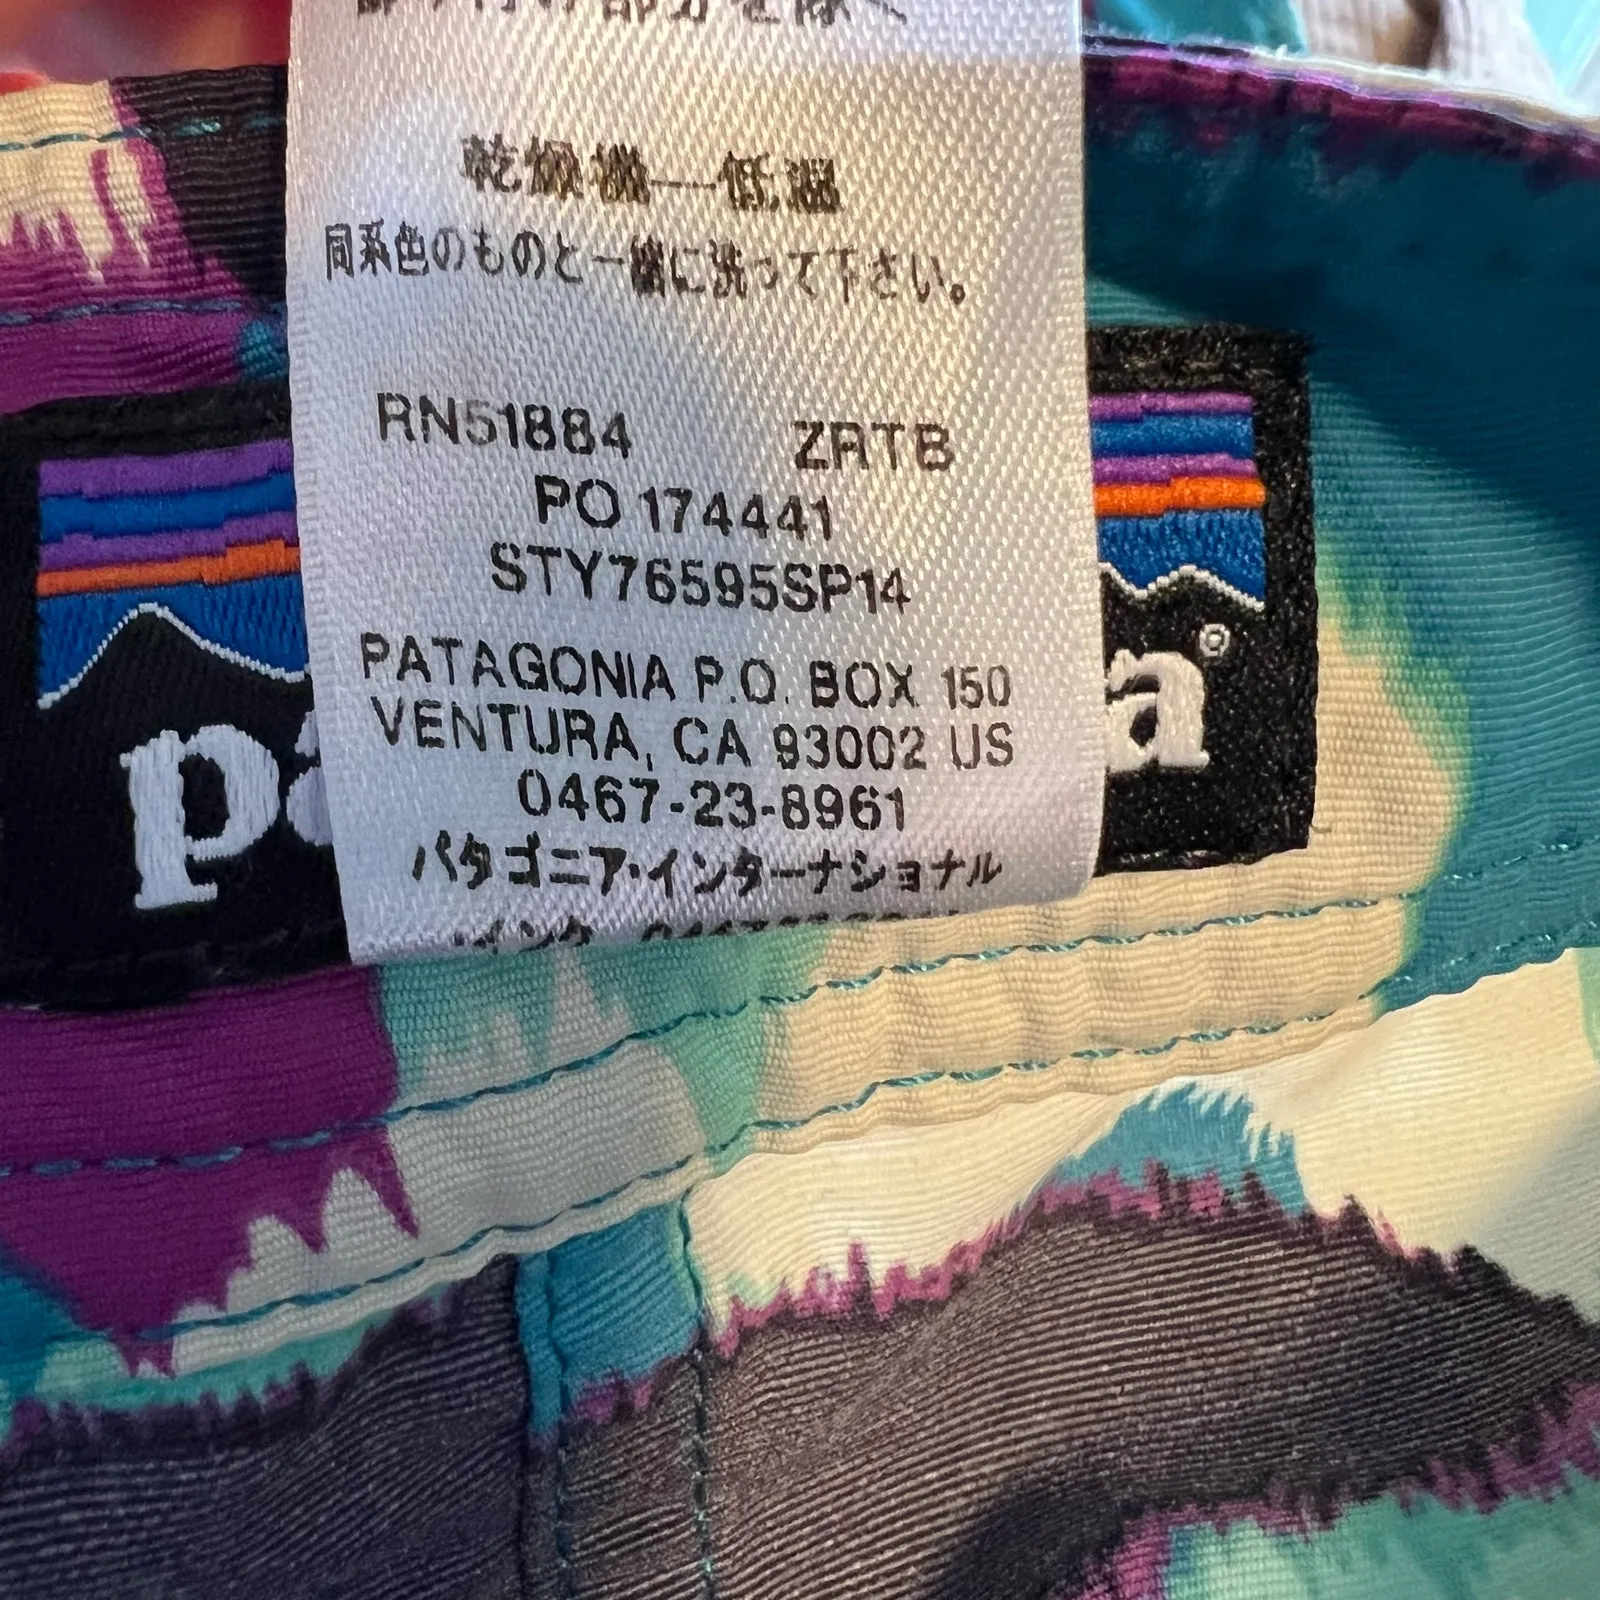 乾燥機—低温
同系色のものと一緒に洗って下さい。
RN51884 ZRTB
PO 174441
STY76595SP14
PATAGONIA P.O. BOX 150
VENTURA, CA 93002 US
0467-23-8961
パタゴニア・インターナショナル
p a®